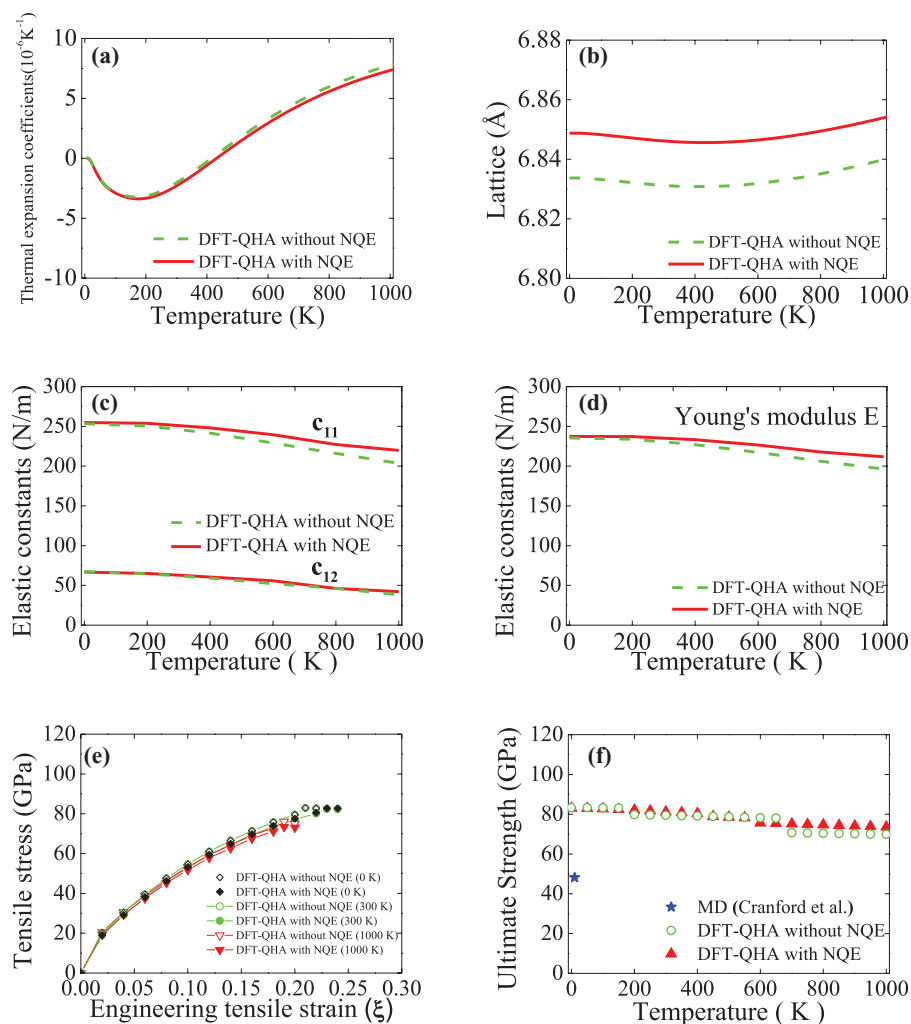 (a)
10
5
0
-5
-10
Thermal expansion coefficients(10⁻⁶K⁻¹)
DFT-QHA without NQE
DFT-QHA with NQE
0 200 400 600 800 1000
Temperature (K)
(b)
6.88
6.86
6.84
6.82
6.80
Lattice (Å)
DFT-QHA without NQE
DFT-QHA with NQE
0 200 400 600 800 1000
Temperature (K)
(c)
300
250
200
150
100
50
0
Elastic constants (N/m)
c₁₁
DFT-QHA without NQE
DFT-QHA with NQE
c₁₂
0 200 400 600 800 1000
Temperature ( K )
(d)
Young's modulus E
300
250
200
150
100
50
0
Elastic constants (N/m)
DFT-QHA without NQE
DFT-QHA with NQE
0 200 400 600 800 1000
Temperature ( K )
(e)
120
100
80
60
40
20
0
Tensile stress (GPa)
DFT-QHA without NQE (0 K)
DFT-QHA with NQE (0 K)
DFT-QHA without NQE (300 K)
DFT-QHA with NQE (300 K)
DFT-QHA without NQE (1000 K)
DFT-QHA with NQE (1000 K)
0.00 0.05 0.10 0.15 0.20 0.25 0.30
Engineering tensile strain (ξ)
(f)
120
100
80
60
40
20
0
Ultimate Strength (GPa)
MD (Cranford et al.)
DFT-QHA without NQE
DFT-QHA with NQE
0 200 400 600 800 1000
Temperature (K)